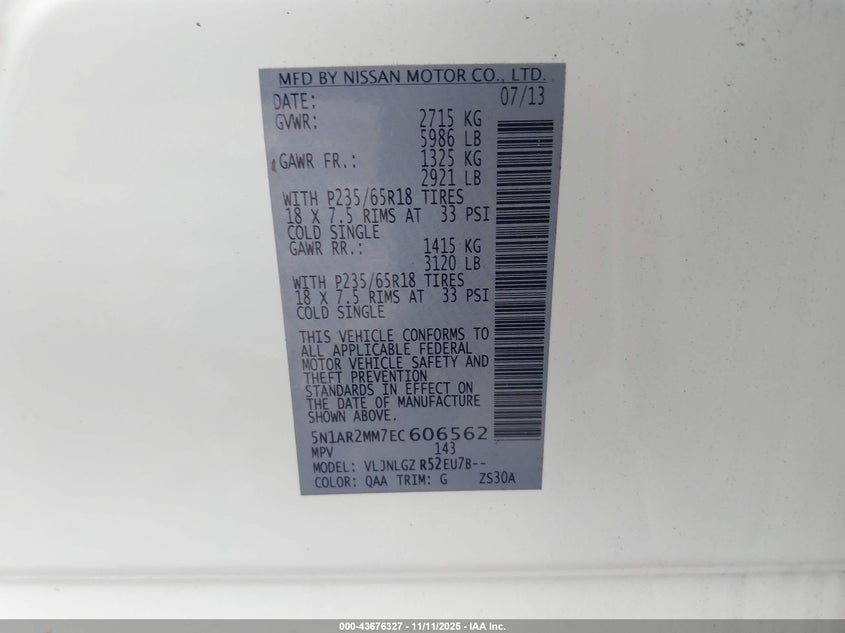 MFD BY NISSAN MOTOR CO., LTD.
DATE: 07/13
GVWR: 2715 KG
5986 LB
GAWR FR.: 1325 KG
2921 LB
WITH P235/65R18 TIRES
18 X 7.5 RIMS AT 33 PSI
COLD SINGLE
GAWR RR.: 1415 KG
3120 LB
WITH P235/65R18 TIRES
18 X 7.5 RIMS AT 33 PSI
COLD SINGLE
THIS VEHICLE CONFORMS TO
ALL APPLICABLE FEDERAL
MOTOR VEHICLE SAFETY AND
THEFT PREVENTION
STANDARDS IN EFFECT ON
THE DATE OF MANUFACTURE
SHOWN ABOVE.
5N1AR2MM7EC606562
MPV 143
MODEL: VLJNLGZ R52EU7B--
COLOR: QAA TRIM: G ZS30A
000-43676327 - 11/11/2025 - IAA Inc.